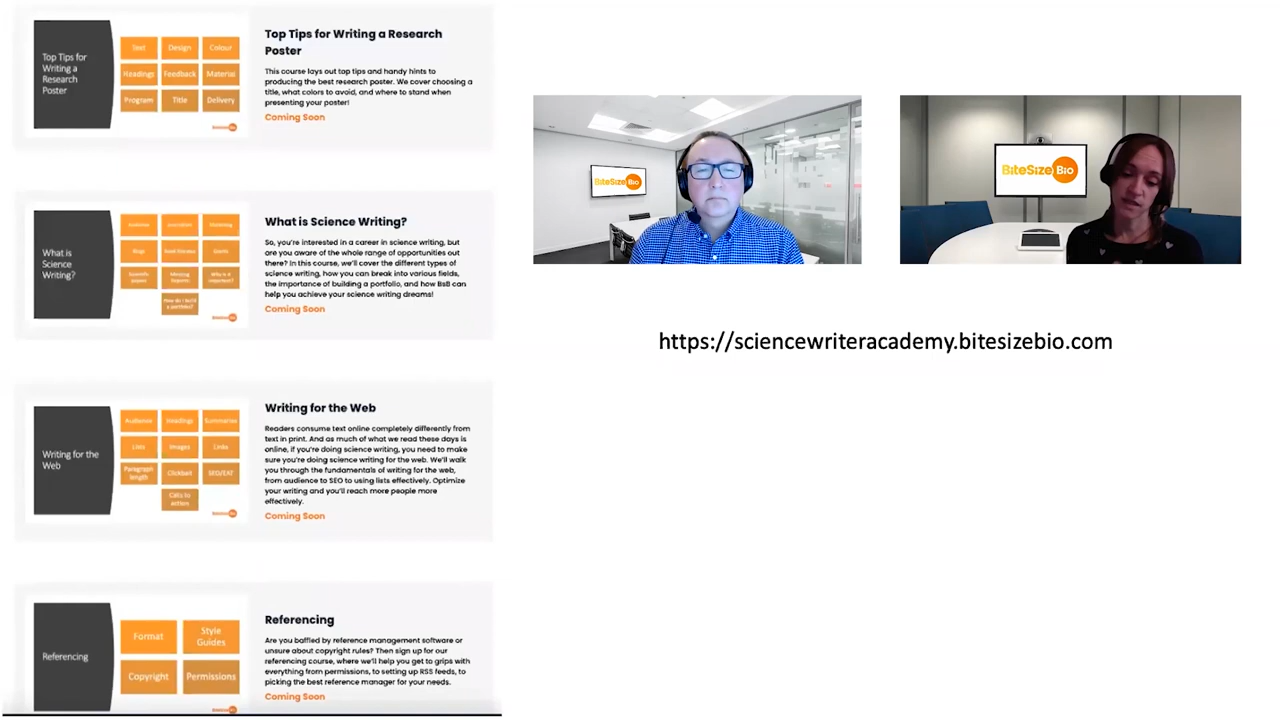 Top Tips for
Writing a
Research
Poster
Text Design Colour
Headings Feedback Material
Program Title Delivery
BiteSize Bio
Top Tips for Writing a Research
Poster
This course lays out top tips and handy hints to
producing the best research poster. We cover choosing a
title, what colors to avoid, and where to stand when
presenting your poster!
Coming Soon
What is
Science
Writing?
Blogs
Scientific
papers
Why is it
important?
How do I build
a portfolio?
What is Science Writing?
So, you're interested in a career in science writing, but
are you aware of the whole range of opportunities out
there? In this course, we'll cover the different types of
science writing, how you can break into various fields,
the importance of building a portfolio, and how BsB can
help you achieve your science writing dreams!
Coming Soon
Writing for the
Web
Audience Headings Summaries
Lists Images Links
Paragraph
length
Clickbait SEO/EAT
Calls to
action
Writing for the Web
Readers consume text online completely differently from
text in print. And as much of what we read these days is
online, if you're doing science writing, you need to make
sure you're doing science writing for the web. We'll walk
you through the fundamentals of writing for the web,
from audience to SEO to using lists effectively. Optimize
your writing and you'll reach more people more
effectively.
Coming Soon
Referencing
Format Style
Guides
Copyright Permissions
Referencing
Are you baffled by reference management software or
unsure about copyright rules? Then sign up for our
referencing course, where we'll help you get to grips with
everything from permissions, to setting up RSS feeds, to
picking the best reference manager for your needs.
Coming Soon
BiteSize Bio
BiteSize Bio
https://sciencewriteracademy.bitesizebio.com